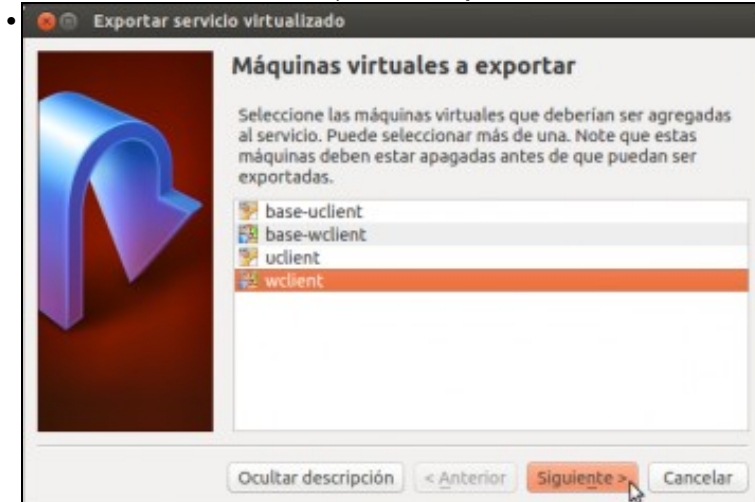 Exportar servicio virtualizado
Máquinas virtuales a exportar
Seleccione las máquinas virtuales que deberían ser agregadas
al servicio. Puede seleccionar más de una. Note que estas
máquinas deben estar apagadas antes de que puedan ser
exportadas.
base-uclient
base-wclient
uclient
wclient
Ocultar descripción < Anterior Siguiente > Cancelar